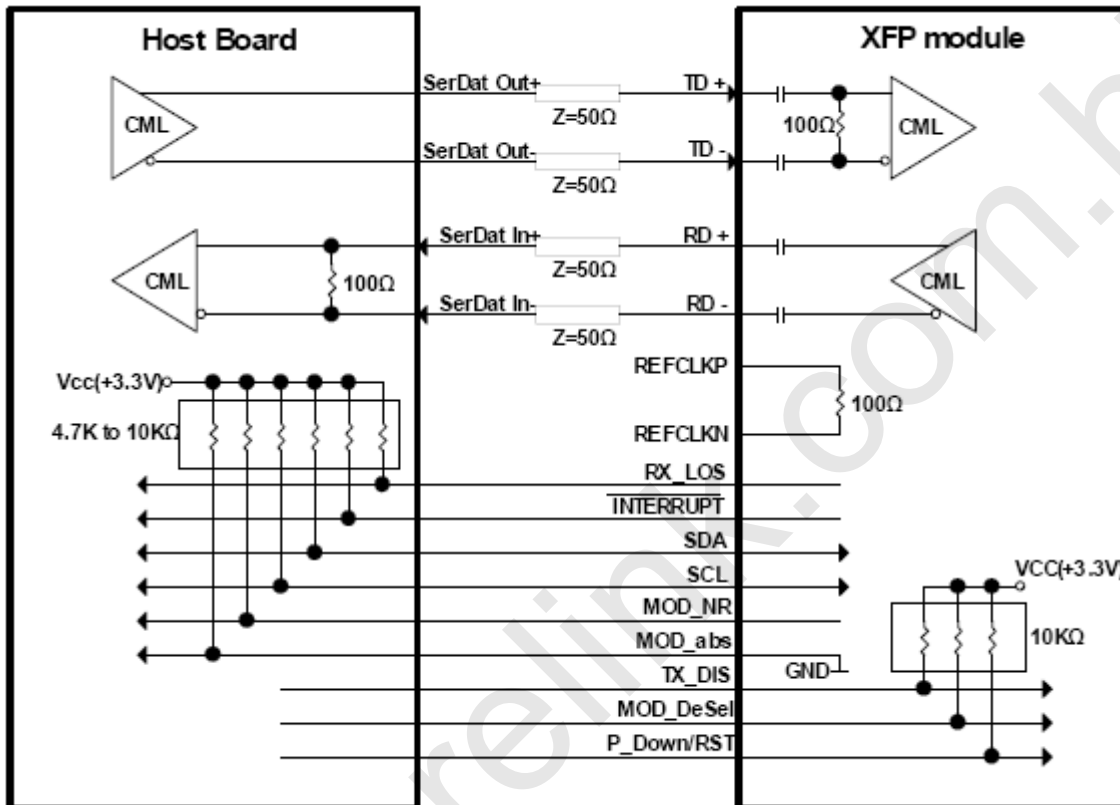 Host Board
XFP module
SerDat Out+
TD +
CML
Z=50Ω
100Ω
CML
SerDat Out-
TD -
Z=50Ω
SerDat In+
RD +
CML
Z=50Ω
100Ω
CML
SerDat In-
RD -
Z=50Ω
REFCLKP
Vcc(+3.3V)
100Ω
4.7K to 10KΩ
REFCLKN
RX_LOS
INTERRUPT
SDA
SCL
VCC(+3.3V)
MOD_NR
10KΩ
MOD_abs
GND
TX_DIS
MOD_DeSel
P_Down/RST
relink.com.b